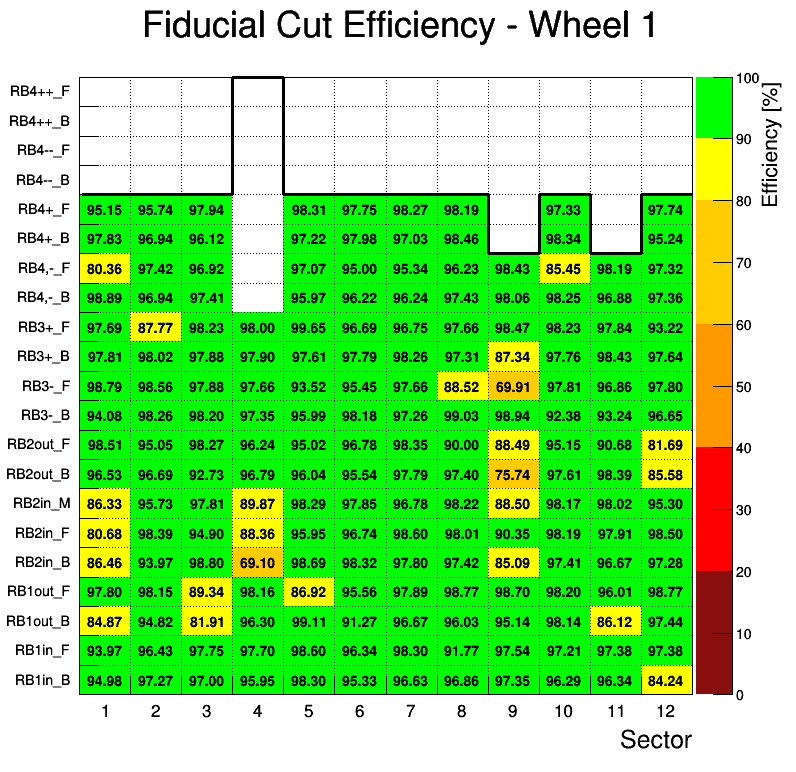 Fiducial Cut Efficiency - Wheel 1
RB4++_F
RB4++_B
RB4--_F
RB4--_B
RB4+_F 95.15 95.74 97.94 98.31 97.75 98.27 98.19 97.33 97.74
RB4+_B 97.83 96.94 96.12 97.22 97.98 97.03 98.46 98.34 95.24
RB4,-_F 80.36 97.42 96.92 97.07 95.00 95.34 96.23 98.43 85.45 98.19 97.32
RB4,-_B 98.89 96.94 97.41 95.97 96.22 96.24 97.43 98.06 98.25 96.88 97.36
RB3+_F 97.69 87.77 98.23 98.00 99.65 96.69 96.75 97.66 98.47 98.23 97.84 93.22
RB3+_B 97.81 98.02 97.88 97.90 97.61 97.79 98.26 97.31 87.34 97.76 98.43 97.64
RB3-_F 98.79 98.56 97.88 97.66 93.52 95.45 97.66 88.52 69.91 97.81 96.86 97.80
RB3-_B 94.08 98.26 98.20 97.35 95.99 98.18 97.26 99.03 98.94 92.38 93.24 96.65
RB2out_F 98.51 95.05 98.27 96.24 95.02 96.78 98.35 90.00 88.49 95.15 90.68 81.69
RB2out_B 96.53 96.69 92.73 96.79 96.04 95.54 97.79 97.40 75.74 97.61 98.39 85.58
RB2in_M 86.33 95.73 97.81 89.87 98.29 97.85 96.78 98.22 88.50 98.17 98.02 95.30
RB2in_F 80.68 98.39 94.90 88.36 95.95 96.74 98.60 98.01 90.35 98.19 97.91 98.50
RB2in_B 86.46 93.97 98.80 69.10 98.69 98.32 97.80 97.42 85.09 97.41 96.67 97.28
RB1out_F 97.80 98.15 89.34 98.16 86.92 95.56 97.89 98.77 98.70 98.20 96.01 98.77
RB1out_B 84.87 94.82 81.91 96.30 99.11 91.27 96.67 96.03 95.14 98.14 86.12 97.44
RB1in_F 93.97 96.43 97.75 97.70 98.60 96.34 98.30 91.77 97.54 97.21 97.38 97.38
RB1in_B 94.98 97.27 97.00 95.95 98.30 95.33 96.63 96.86 97.35 96.29 96.34 84.24
1 2 3 4 5 6 7 8 9 10 11 12
Sector
100
90
80
70
60
50
40
30
20
10
0
Efficiency [%]